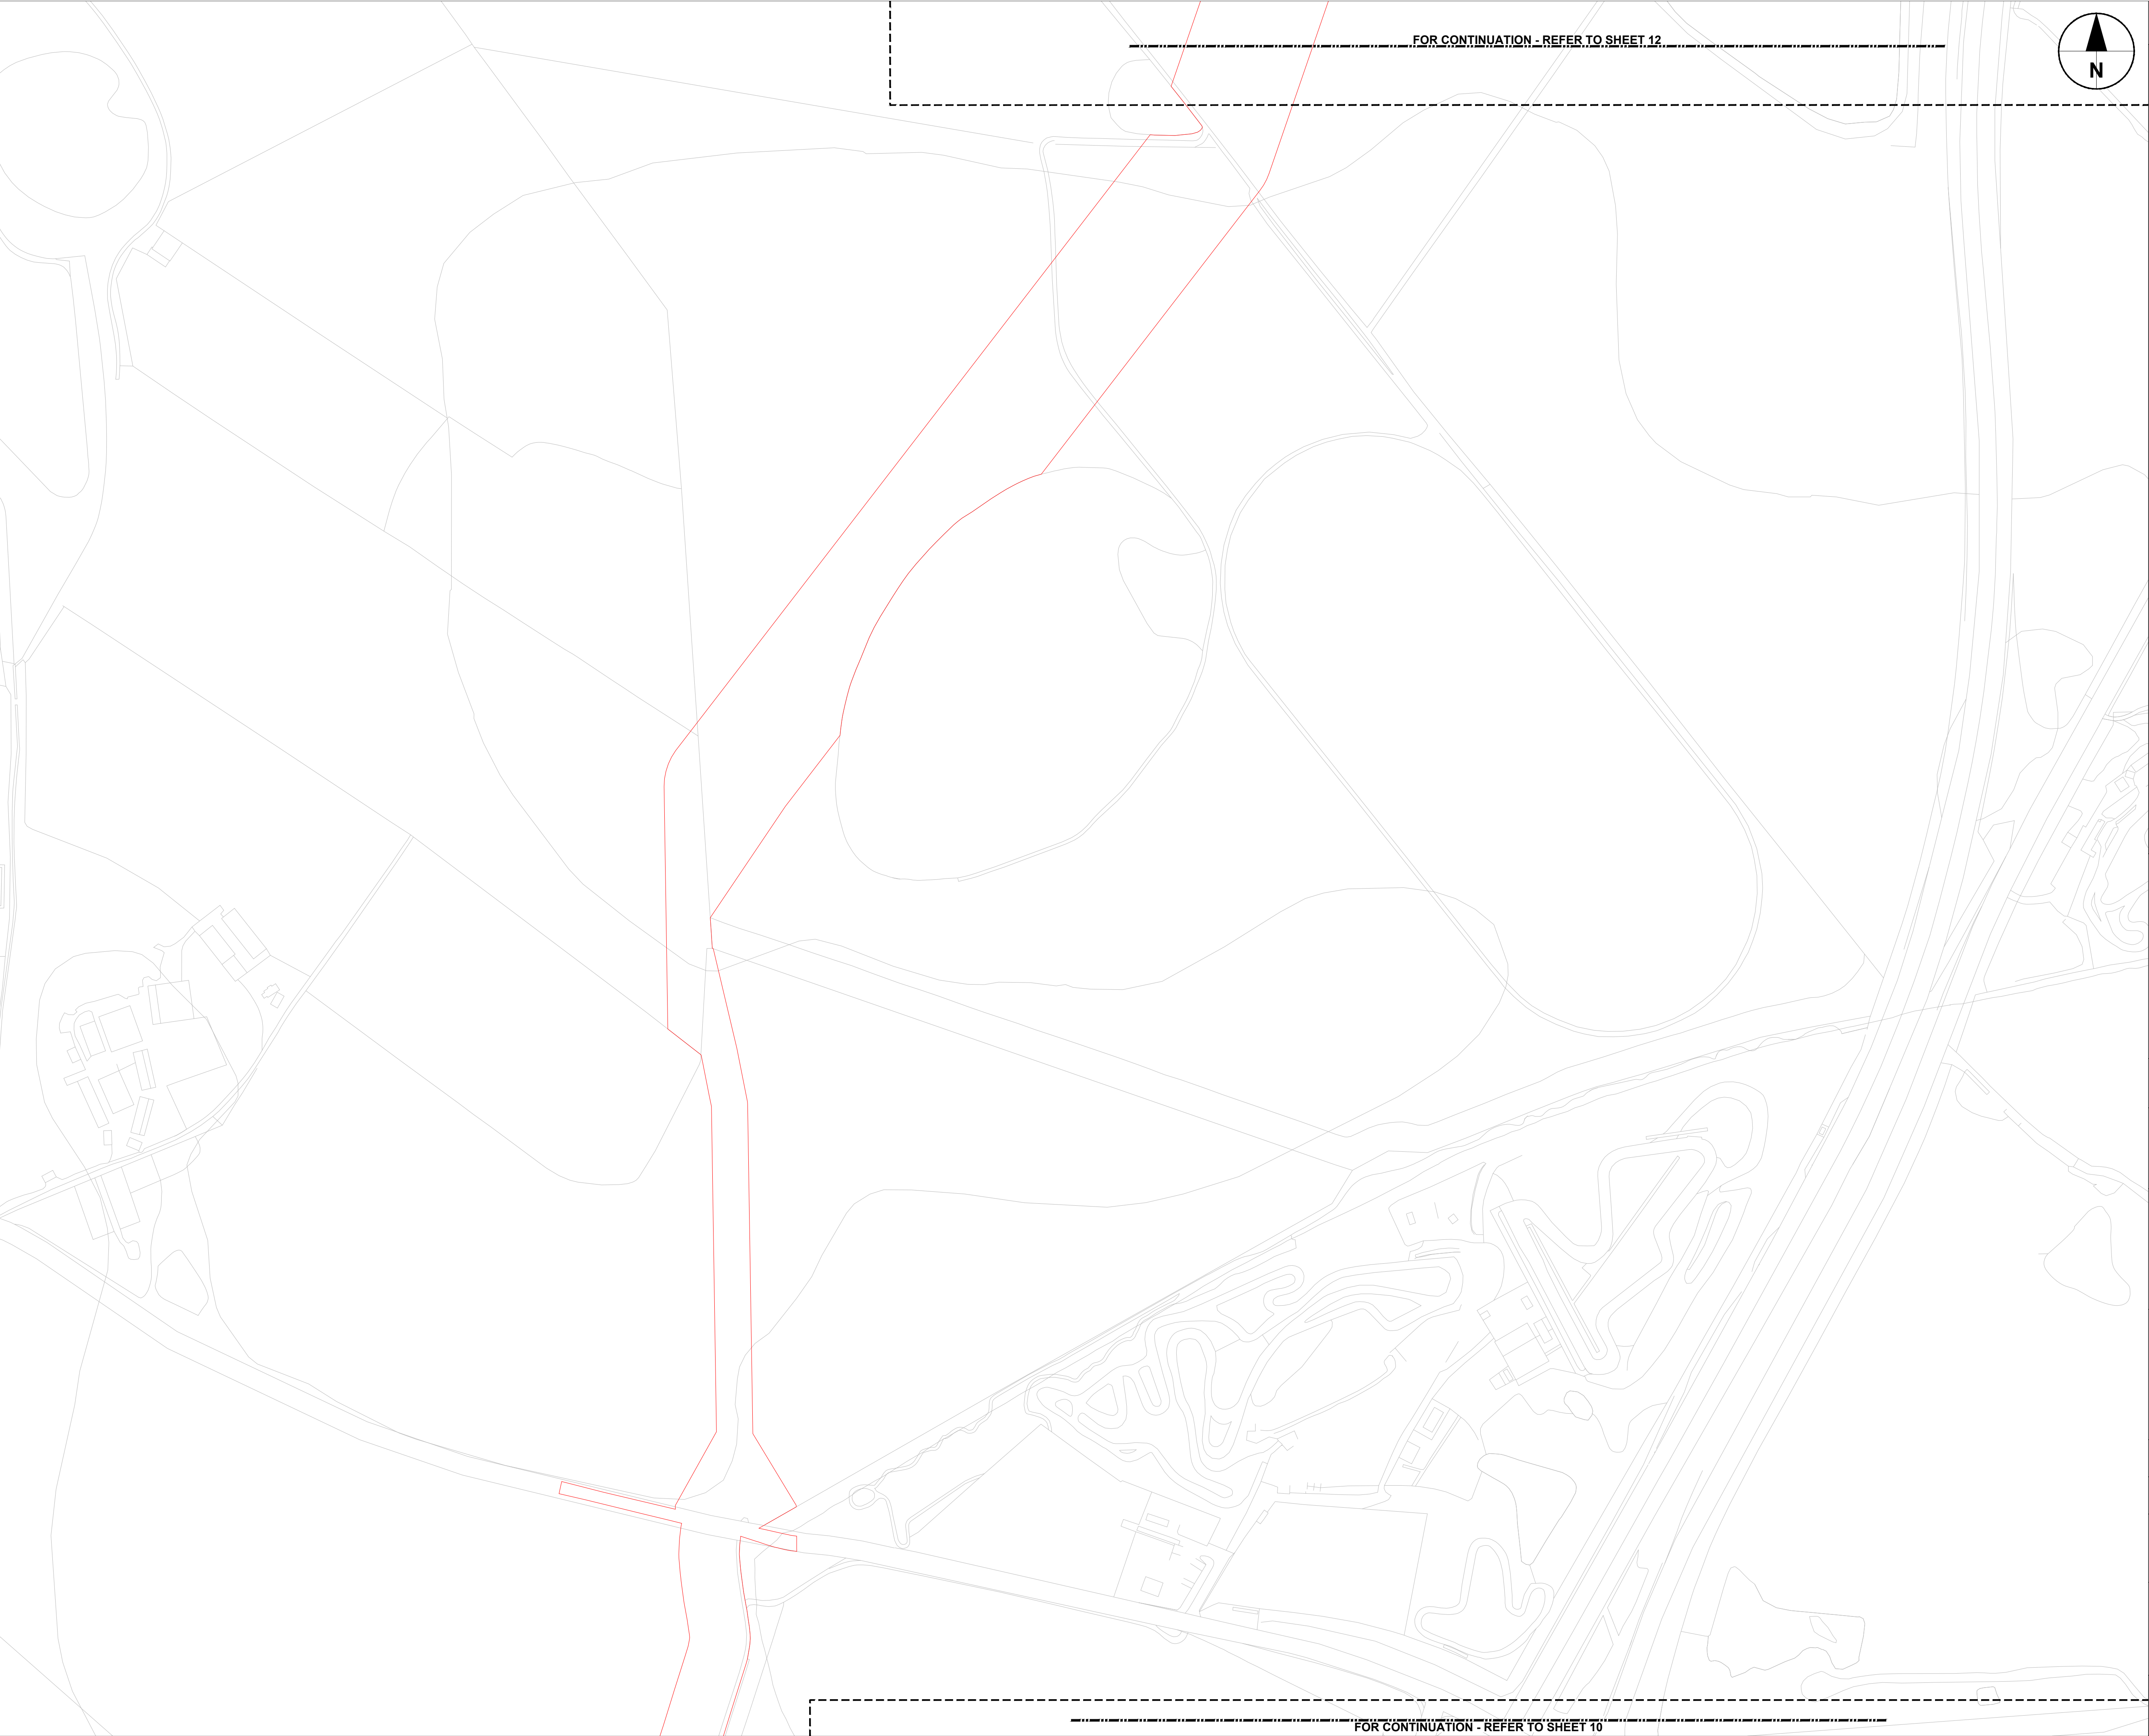 FOR CONTINUATION - REFER TO SHEET 12
N
FOR CONTINUATION - REFER TO SHEET 10